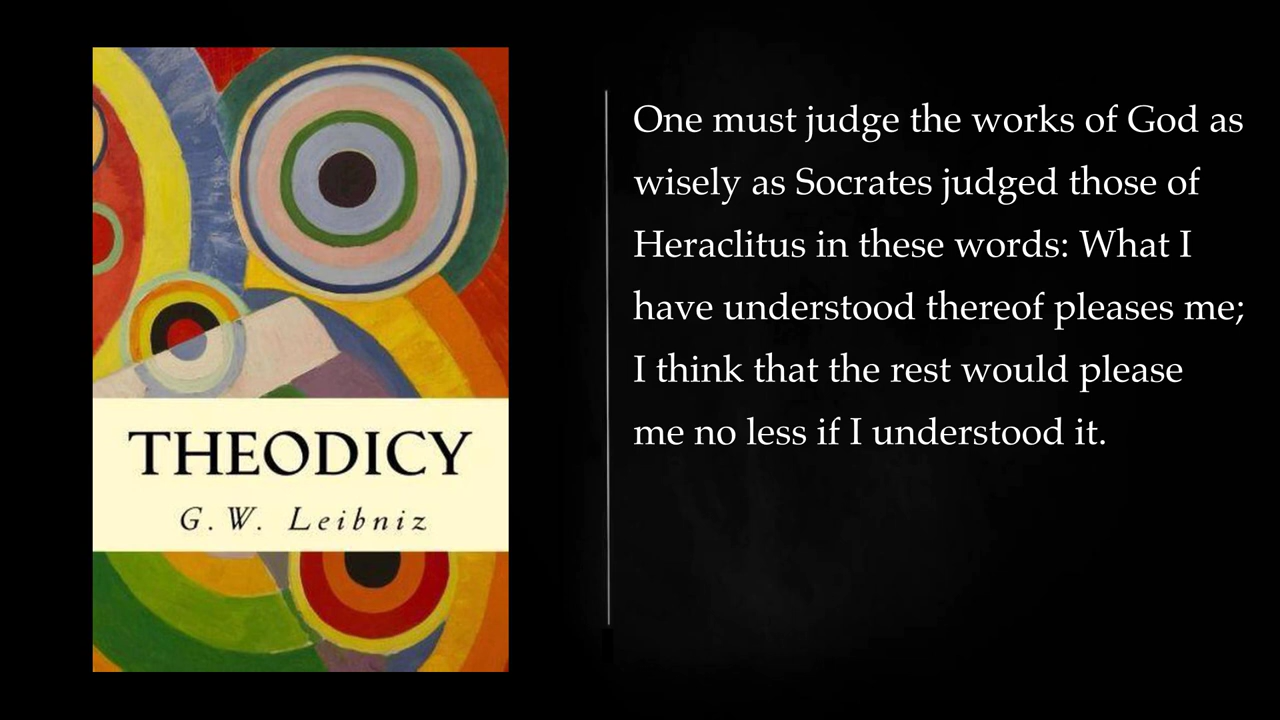 THEODICY
G. W. Leibniz
One must judge the works of God as
wisely as Socrates judged those of
Heraclitus in these words: What I
have understood thereof pleases me;
I think that the rest would please
me no less if I understood it.